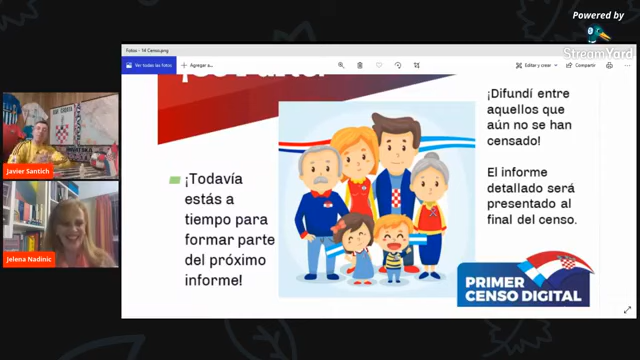 Powered by
StreamYard
Fotos - 14 Censo.png
Ver todas las fotos
Agregar a...
Editar y crear
Compartir
¡Difundí entre
aquellos que
aún no se han
censado!
El informe
detallado será
presentado al
final del censo.
¡Todavía
estás a
tiempo para
formar parte
del próximo
informe!
PRIMER
CENSO DIGITAL
Javier Santich
Jelena Nadinic